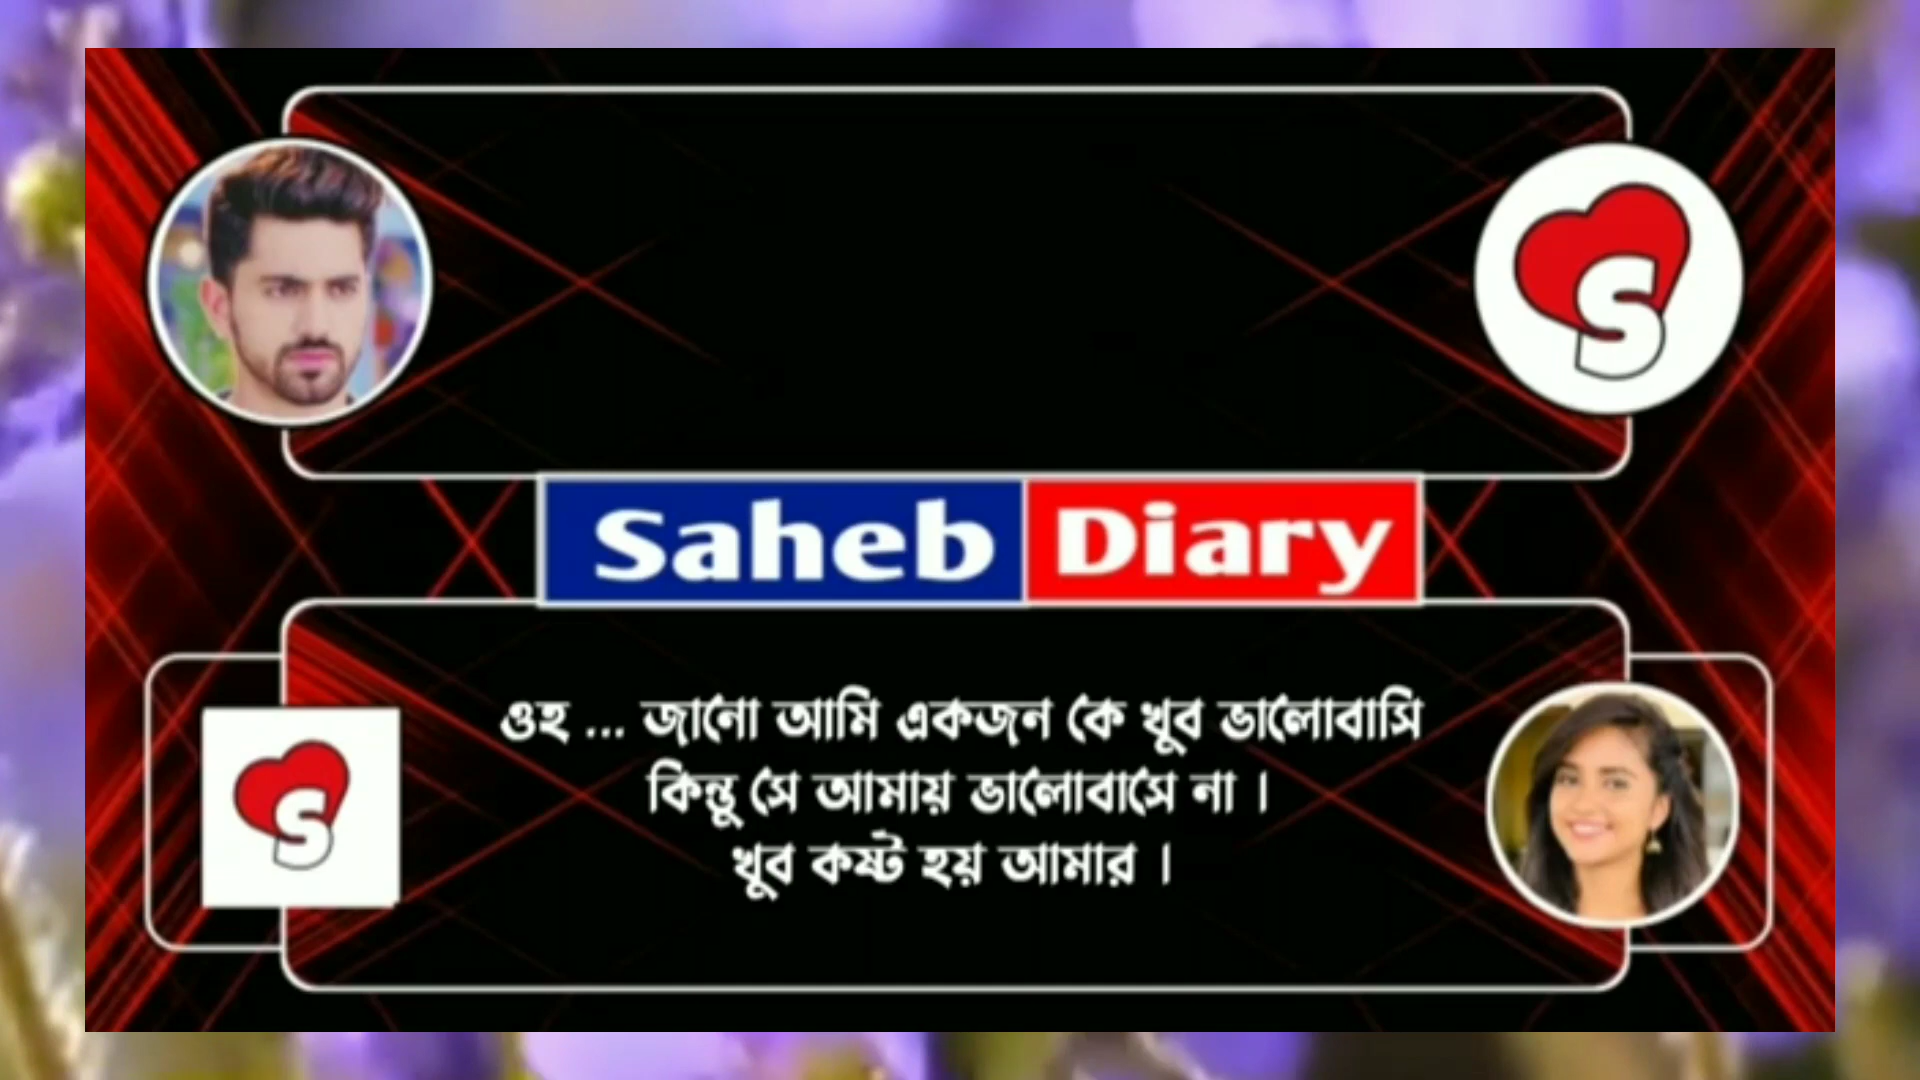 S
Saheb Diary
ওহ ... জানো আমি একজন কে খুব ভালোবাসি
কিন্তু সে আমায় ভালোবাসে না ।
খুব কষ্ট হয় আমার ।
S